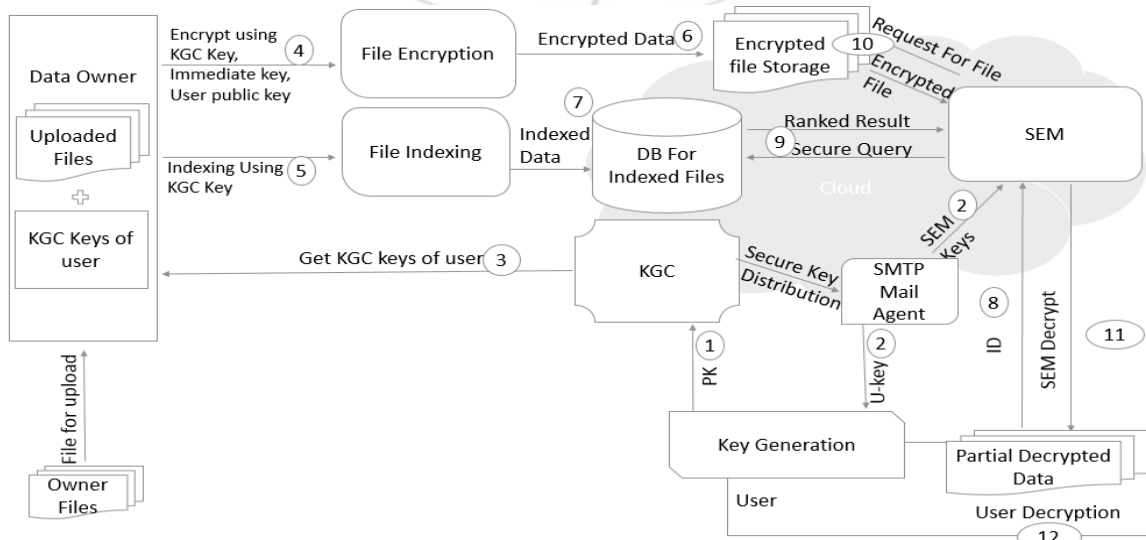 Encrypt using
KGC Key,
Immediate key,
User public key
4
File Encryption
Encrypted Data
6
Encrypted
file Storage
10
Request For File
Encrypted
File
Data Owner
Uploaded
Files
KGC Keys of
user
Indexing Using
KGC Key
5
File Indexing
Indexed
Data
7
DB For
Indexed Files
Ranked Result
9
Secure Query
SEM
Cloud
Get KGC keys of user
3
KGC
Secure Key
Distribution
SMTP
Mail
Agent
SEM
Keys
2
8
ID
SEM Decrypt
11
1
PK
2
U-key
File for upload
Owner
Files
Key Generation
Partial Decrypted
Data
User
User Decryption
12